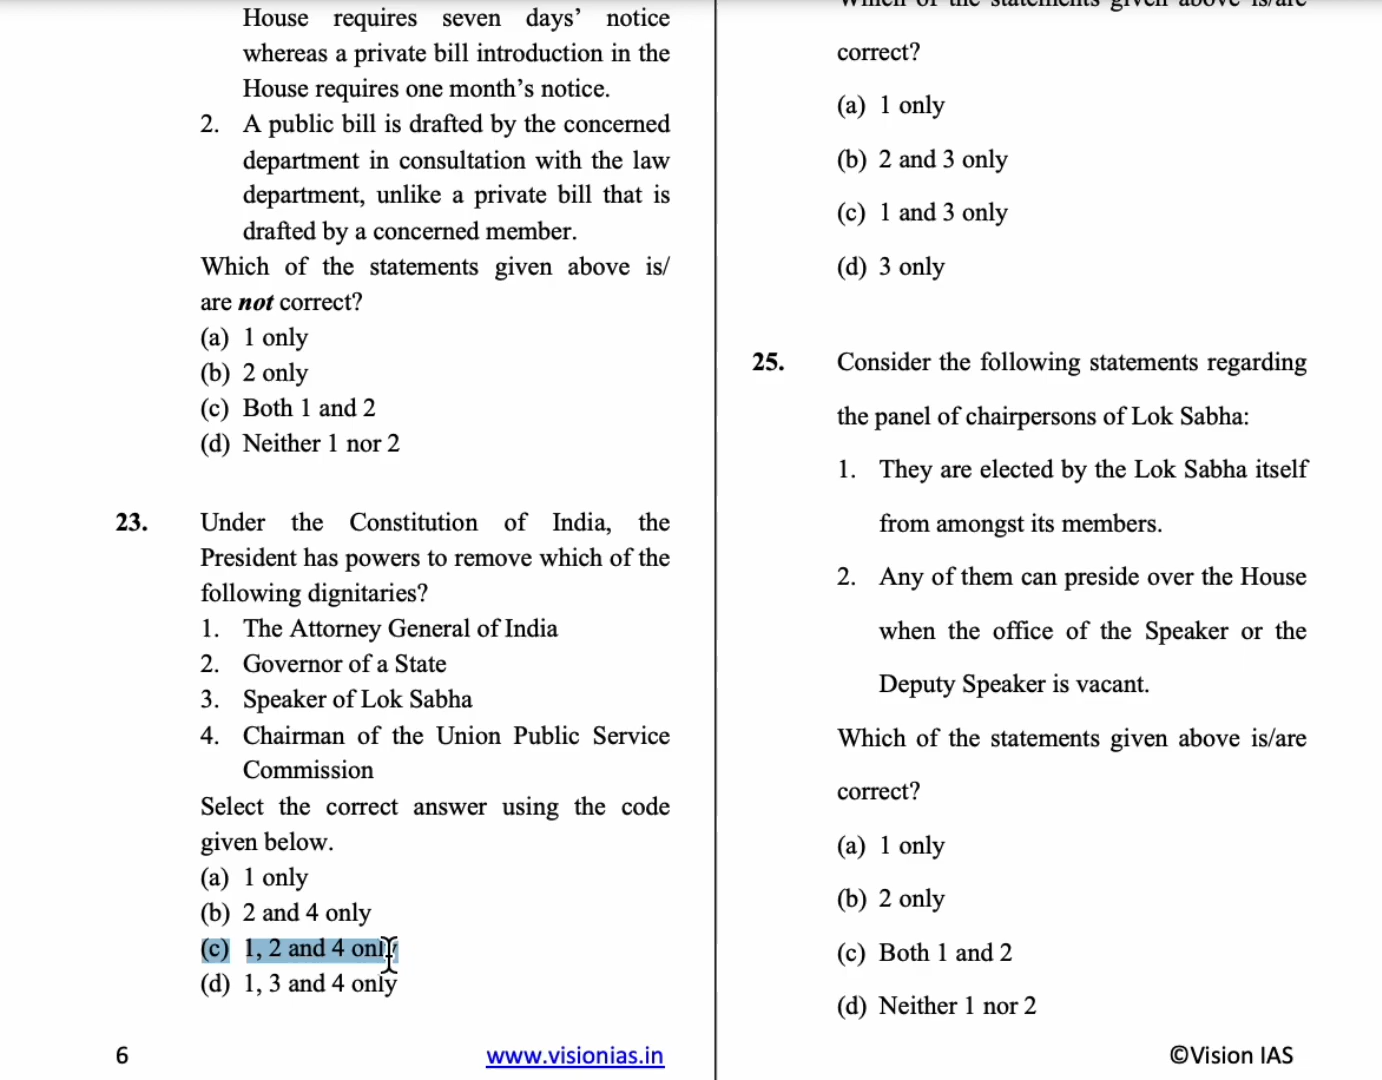 House requires seven days’ notice
whereas a private bill introduction in the
House requires one month’s notice.
2. A public bill is drafted by the concerned
department in consultation with the law
department, unlike a private bill that is
drafted by a concerned member.
Which of the statements given above is/
are not correct?
(a) 1 only
(b) 2 only
(c) Both 1 and 2
(d) Neither 1 nor 2
23. Under the Constitution of India, the
President has powers to remove which of the
following dignitaries?
1. The Attorney General of India
2. Governor of a State
3. Speaker of Lok Sabha
4. Chairman of the Union Public Service
Commission
Select the correct answer using the code
given below.
(a) 1 only
(b) 2 and 4 only
(c) 1, 2 and 4 only
(d) 1, 3 and 4 only
Which of the statements given above is/are
correct?
(a) 1 only
(b) 2 and 3 only
(c) 1 and 3 only
(d) 3 only
25. Consider the following statements regarding
the panel of chairpersons of Lok Sabha:
1. They are elected by the Lok Sabha itself
from amongst its members.
2. Any of them can preside over the House
when the office of the Speaker or the
Deputy Speaker is vacant.
Which of the statements given above is/are
correct?
(a) 1 only
(b) 2 only
(c) Both 1 and 2
(d) Neither 1 nor 2
6 www.visionias.in ©Vision IAS